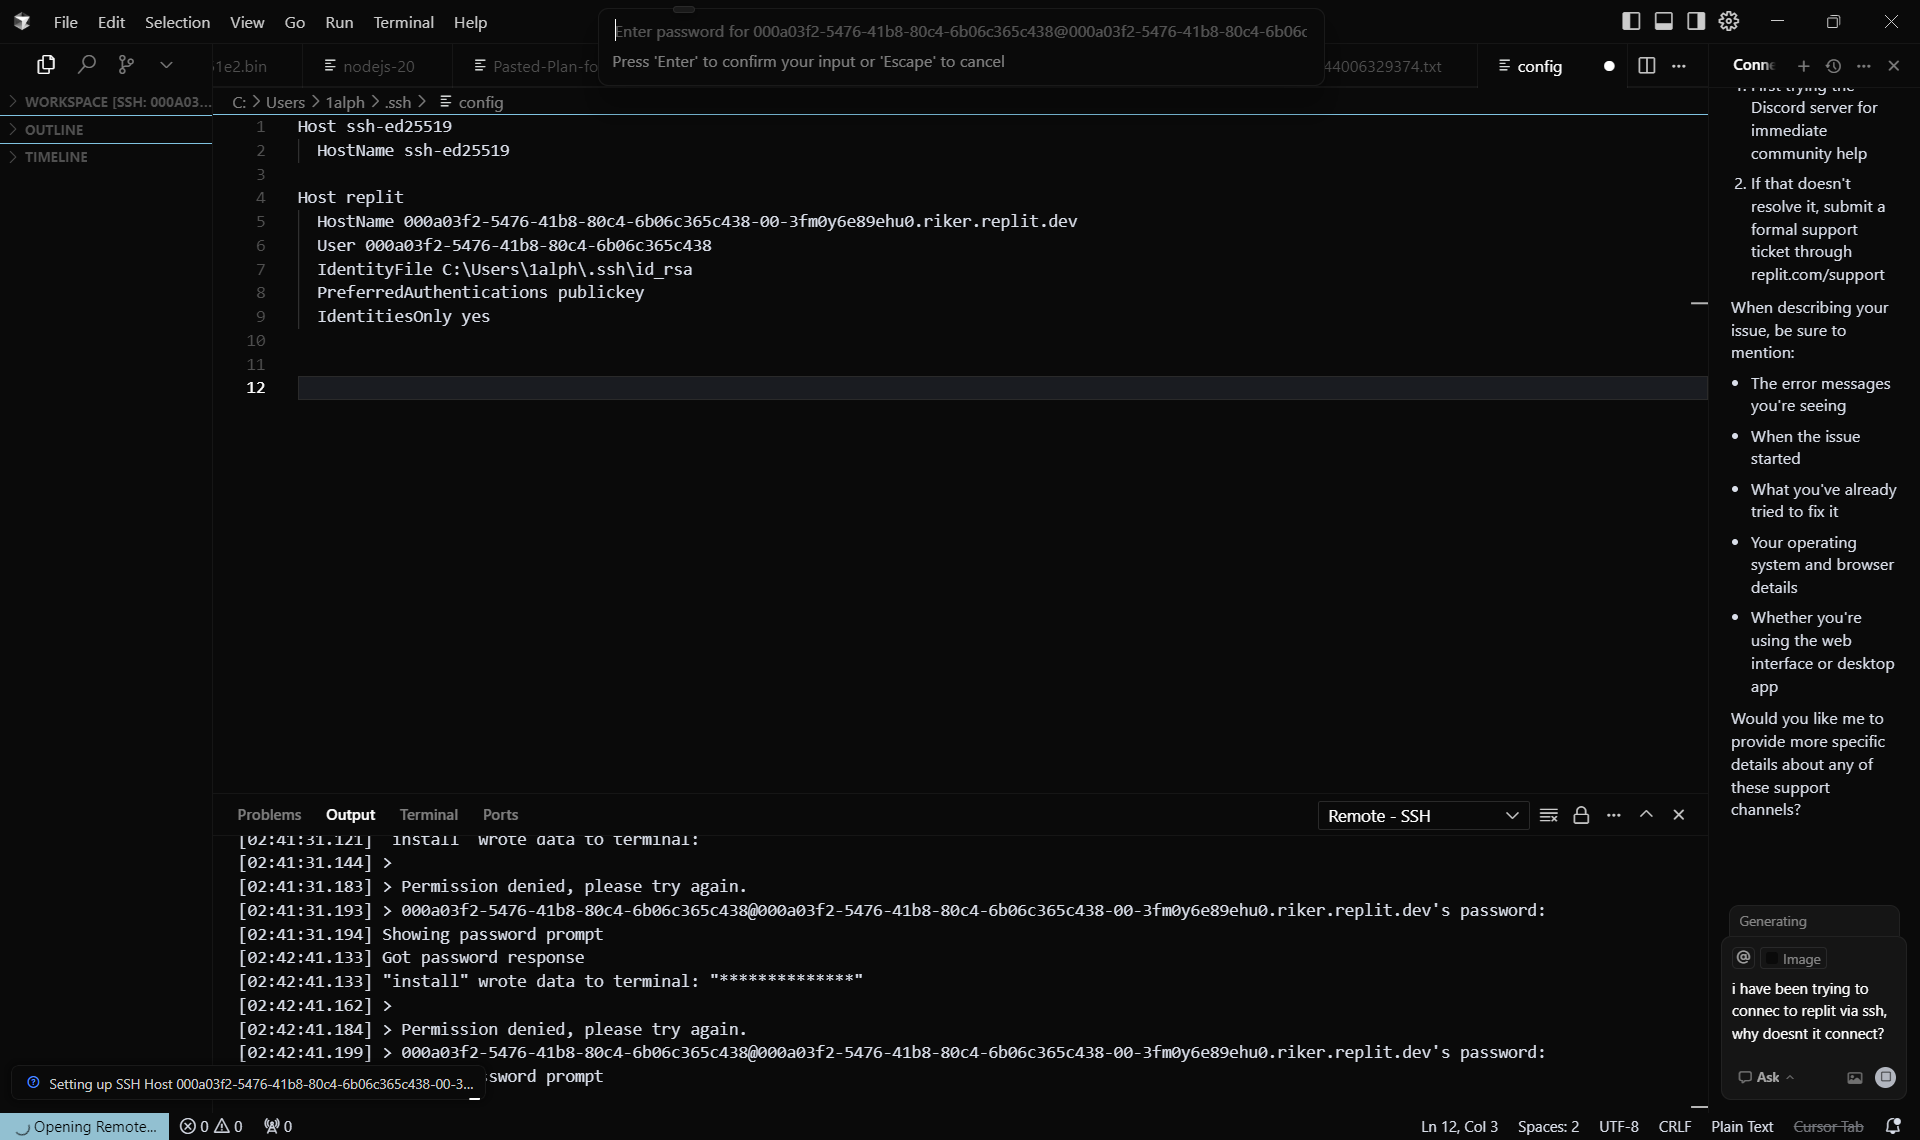 File Edit Selection View Go Run Terminal Help
Enter password for 000a03f2-5476-41b8-80c4-6b06c365c438@000a03f2-5476-41b8-80c4-6b06c
Press 'Enter' to confirm your input or 'Escape' to cancel
1e2.bin
nodejs-20
Pasted-Plan-fo
44006329374.txt
config
WORKSPACE [SSH: 000A03...
OUTLINE
TIMELINE
C: > Users > 1alph > .ssh > config
1 Host ssh-ed25519
2 HostName ssh-ed25519
3
4 Host replit
5 HostName 000a03f2-5476-41b8-80c4-6b06c365c438-00-3fm0y6e89ehu0.riker.replit.dev
6 User 000a03f2-5476-41b8-80c4-6b06c365c438
7 IdentityFile C:\Users\1alph\.ssh\id_rsa
8 PreferredAuthentications publickey
9 IdentitiesOnly yes
10
11
12
Problems Output Terminal Ports
Remote - SSH
[02:41:31.121] "install" wrote data to terminal:
[02:41:31.144] >
[02:41:31.183] > Permission denied, please try again.
[02:41:31.193] > 000a03f2-5476-41b8-80c4-6b06c365c438@000a03f2-5476-41b8-80c4-6b06c365c438-00-3fm0y6e89ehu0.riker.replit.dev's password:
[02:41:31.194] Showing password prompt
[02:42:41.133] Got password response
[02:42:41.133] "install" wrote data to terminal: "**************"
[02:42:41.162] >
[02:42:41.184] > Permission denied, please try again.
[02:42:41.199] > 000a03f2-5476-41b8-80c4-6b06c365c438@000a03f2-5476-41b8-80c4-6b06c365c438-00-3fm0y6e89ehu0.riker.replit.dev's password:
sword prompt
Setting up SSH Host 000a03f2-5476-41b8-80c4-6b06c365c438-00-3...
Conne
1. First trying the
Discord server for
immediate
community help
2. If that doesn't
resolve it, submit a
formal support
ticket through
replit.com/support
When describing your
issue, be sure to
mention:
• The error messages
you're seeing
• When the issue
started
• What you've already
tried to fix it
• Your operating
system and browser
details
• Whether you're
using the web
interface or desktop
app
Would you like me to
provide more specific
details about any of
these support
channels?
Generating
@ Image
i have been trying to
connec to replit via ssh,
why doesnt it connect?
Ask
Opening Remote...
0 0 0
Ln 12, Col 3 Spaces: 2 UTF-8 CRLF Plain Text Cursor Tab